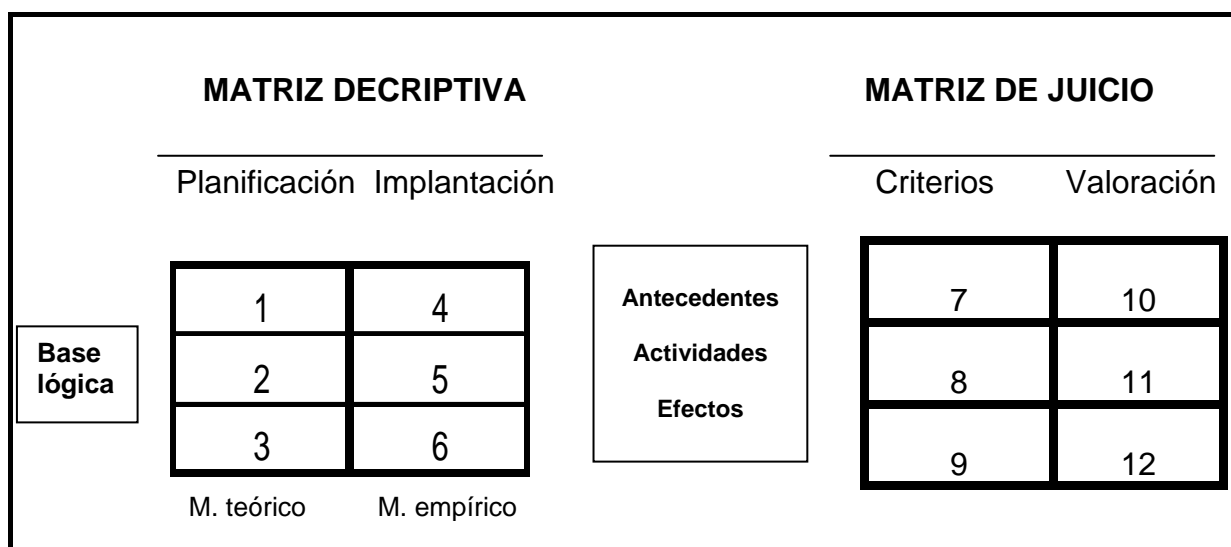 MATRIZ DECRIPTIVA MATRIZ DE JUICIO
Planificación Implantación Criterios Valoración
1 4 Antecedentes 7 10
Base lógica 2 5 Actividades 8 11
3 6 Efectos 9 12
M. teórico M. empírico